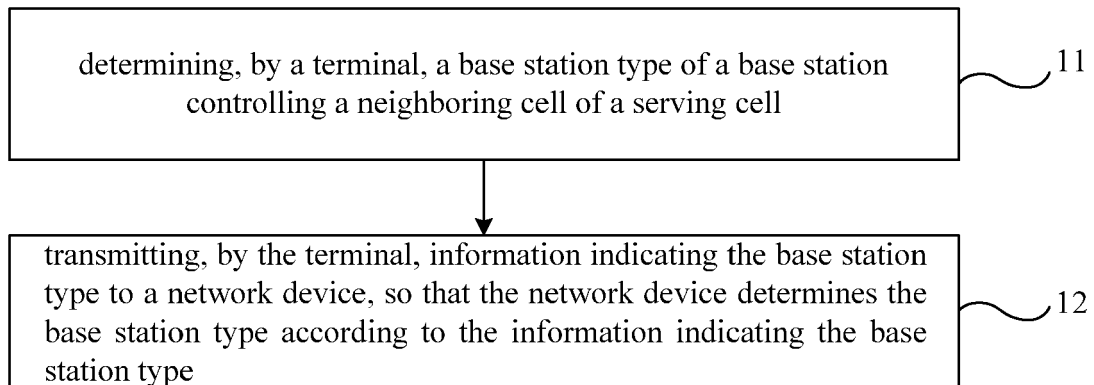 determining, by a terminal, a base station type of a base station
controlling a neighboring cell of a serving cell
11
transmitting, by the terminal, information indicating the base station
type to a network device, so that the network device determines the
base station type according to the information indicating the base
station type
12